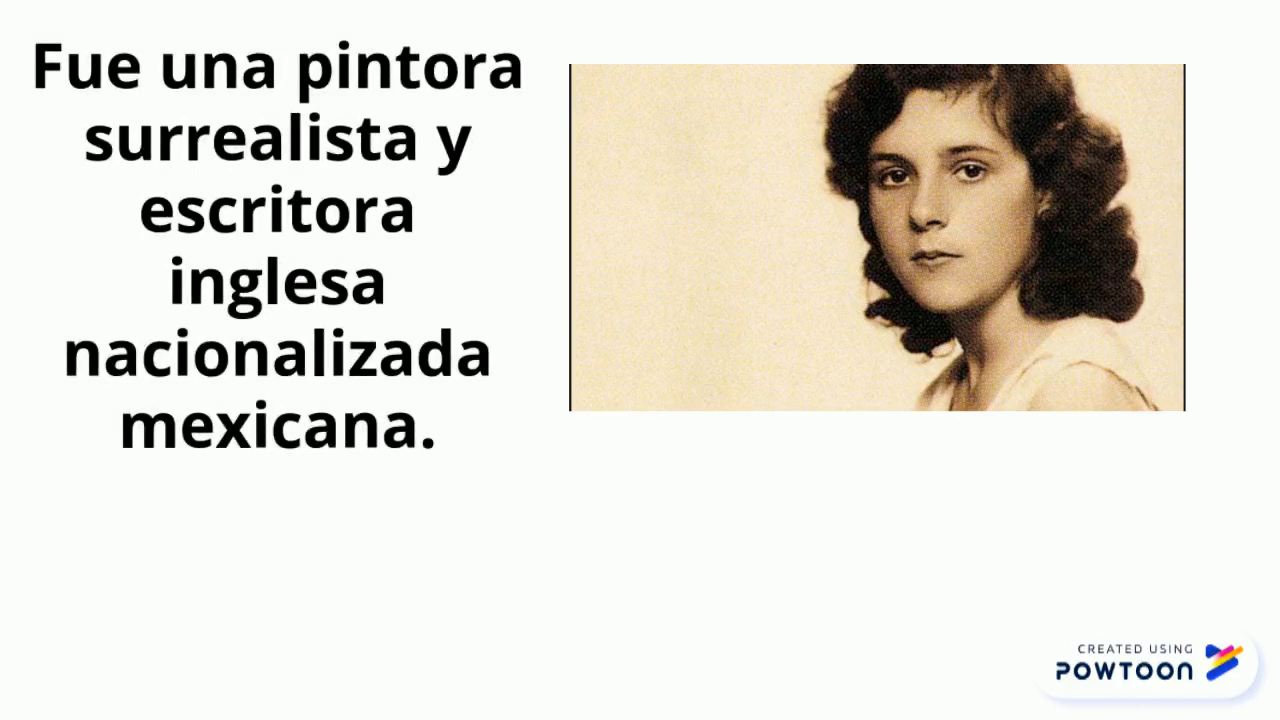 Fue una pintora
surrealista y
escritora
inglesa
nacionalizada
mexicana.
CREATED USING
POWTOON